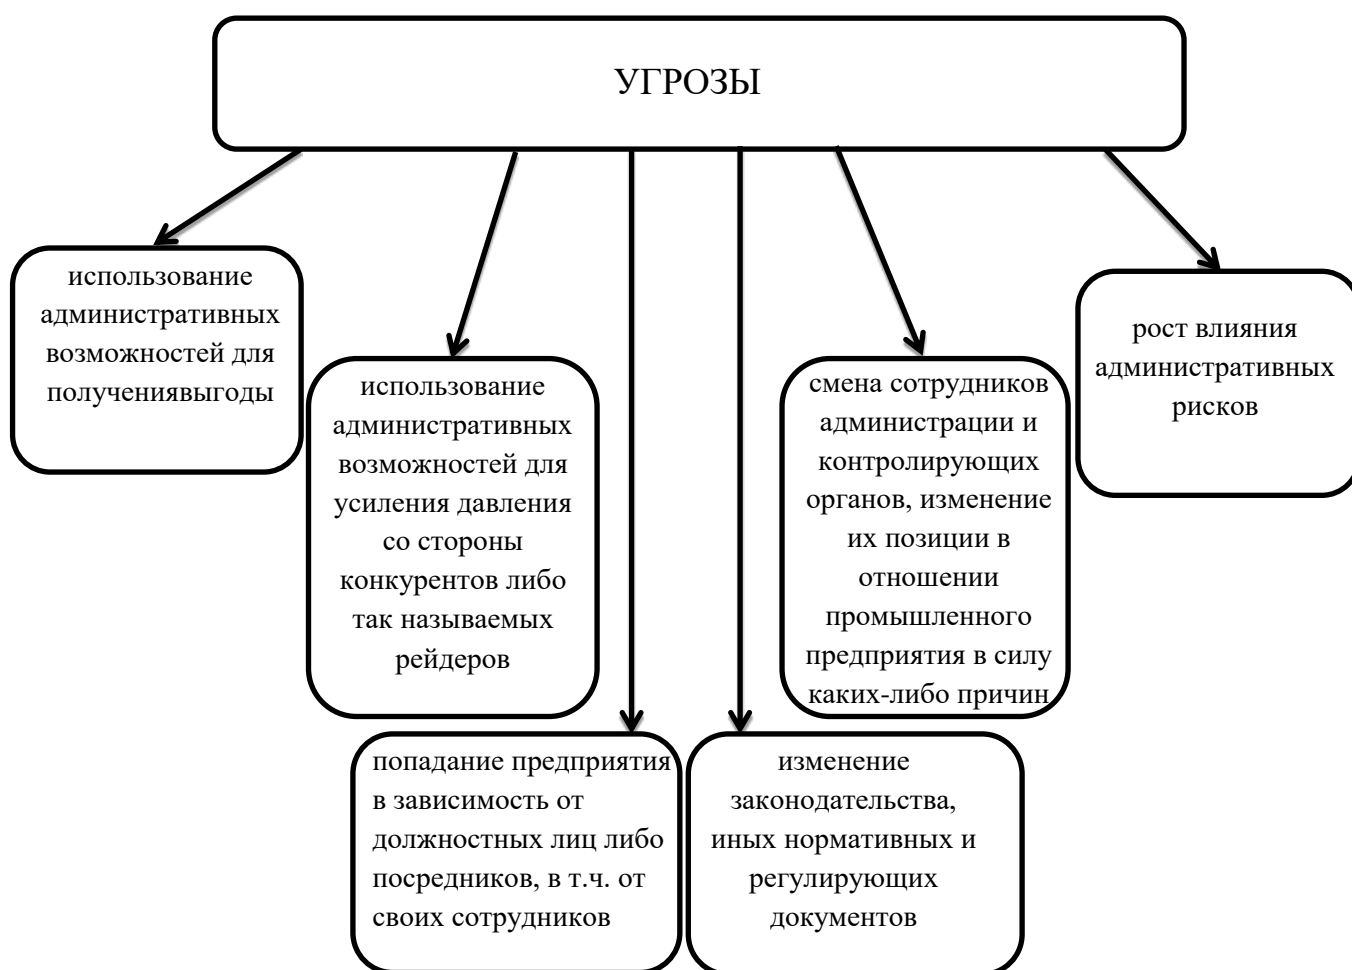 УГРОЗЫ
использование
административных
возможностей для
получениявыгоды
использование
административных
возможностей для
усиления давления
со стороны
конкурентов либо
так называемых
рейдеров
попадание предприятия
в зависимость от
должностных лиц либо
посредников, в т.ч. от
своих сотрудников
изменение
законодательства,
иных нормативных и
регулирующих
документов
смена сотрудников
администрации и
контролирующих
органов, изменение
их позиции в
отношении
промышленного
предприятия в силу
каких-либо причин
рост влияния
административных
рисков